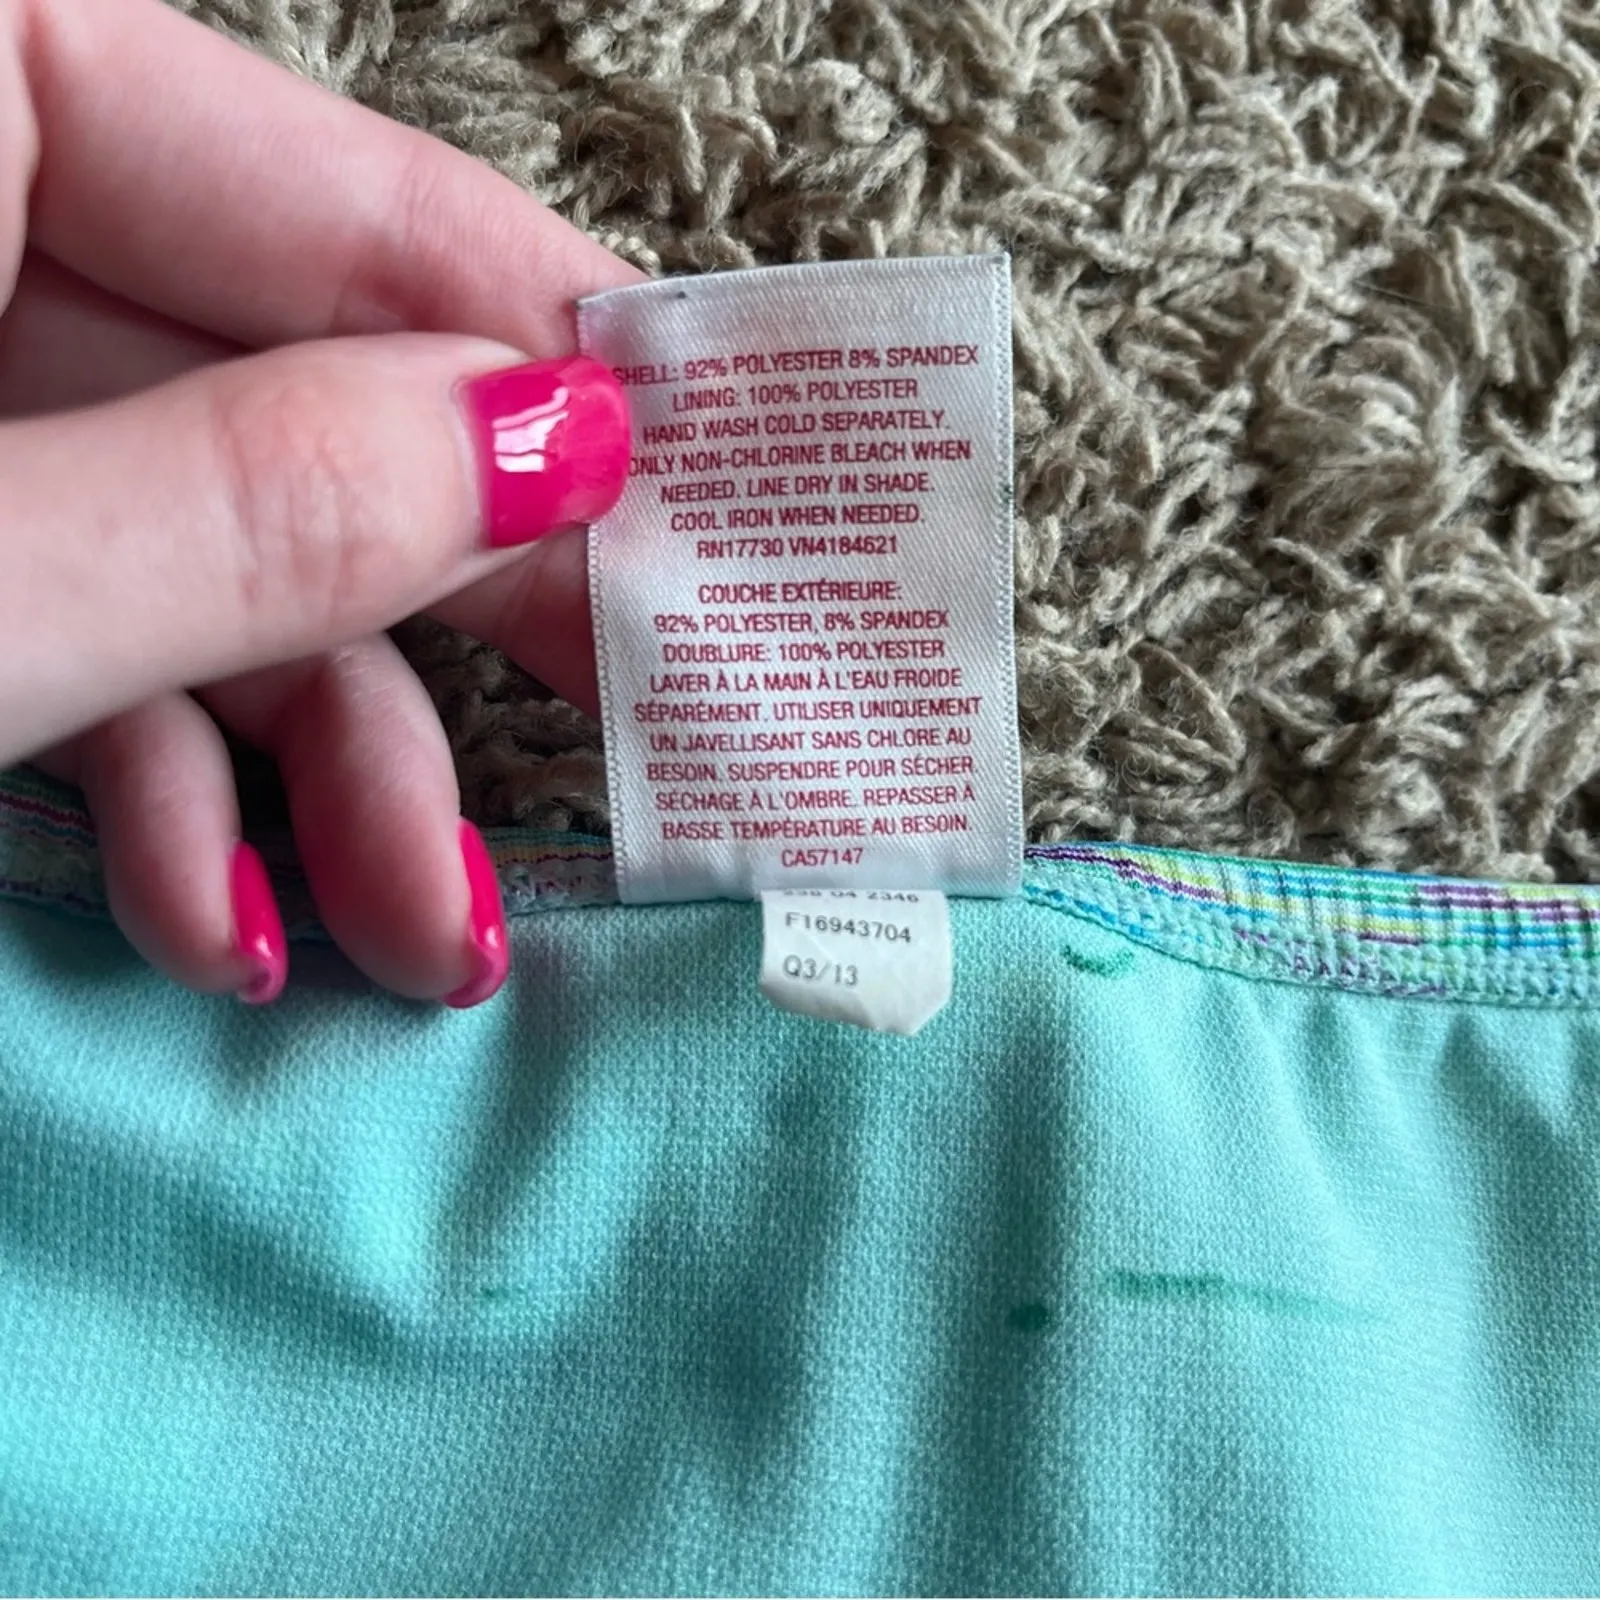 SHELL: 92% POLYESTER 8% SPANDEX
LINING: 100% POLYESTER
HAND WASH COLD SEPARATELY.
ONLY NON-CHLORINE BLEACH WHEN
NEEDED. LINE DRY IN SHADE.
COOL IRON WHEN NEEDED.
RN17730 VN4184621
COUCHE EXTÉRIEURE:
92% POLYESTER, 8% SPANDEX
DOUBLURE: 100% POLYESTER
LAVER À LA MAIN À L'EAU FROIDE
SÉPARÉMENT. UTILISER UNIQUEMENT
UN JAVELLISANT SANS CHLORE AU
BESOIN. SUSPENDRE POUR SÉCHER.
SÉCHAGE À L'OMBRE. REPASSER À
BASSE TEMPÉRATURE AU BESOIN.
CA57147
04 2346
F16943704
Q3/13